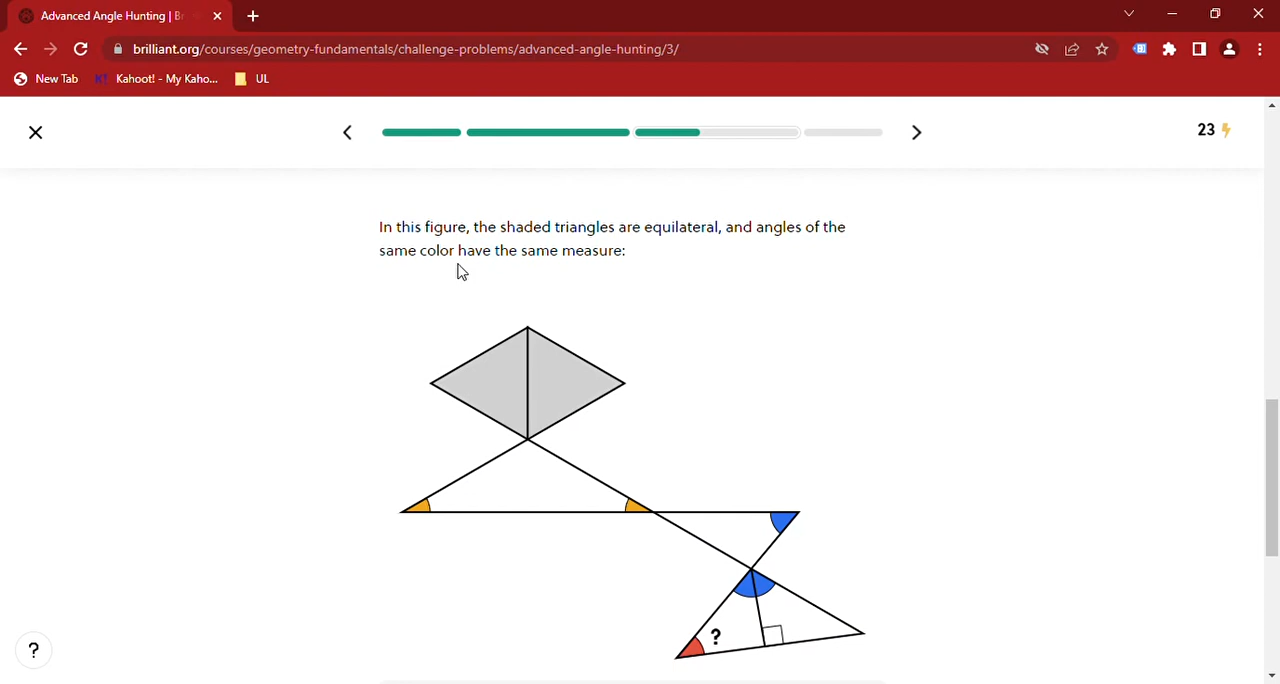 Advanced Angle Hunting | Br
brilliant.org/courses/geometry-fundamentals/challenge-problems/advanced-angle-hunting/3/
New Tab
K! Kahoot! - My Kaho...
UL
23
In this figure, the shaded triangles are equilateral, and angles of the
same color have the same measure:
?
?